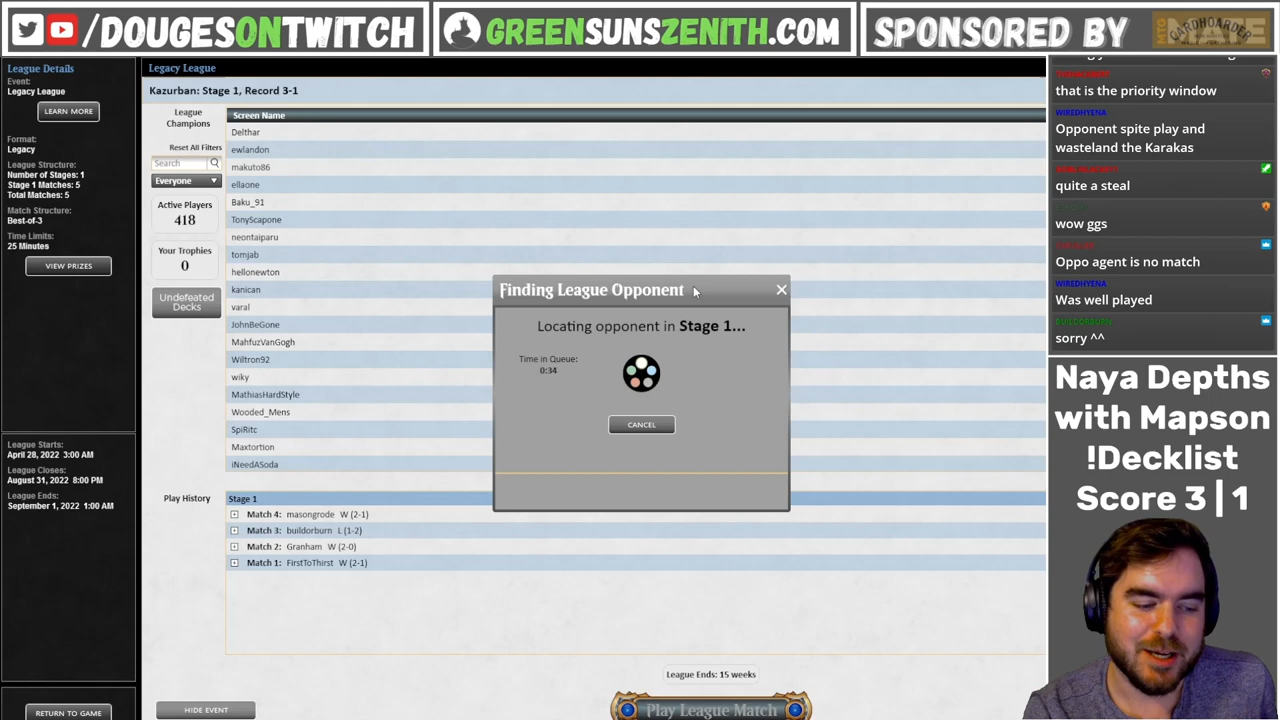 /DOUGESONTWITCH
GREENSUNSZENITH.COM
SPONSORED BY
CARDHOARDER
League Details
Event:
Legacy League
LEARN MORE
Format:
Legacy
League Structure:
Number of Stages: 1
Stage 1 Matches: 5
Total Matches: 5
Match Structure:
Best-of-3
Time Limits:
25 Minutes
VIEW PRIZES
League Starts:
April 28, 2022 3:00 AM
League Closes:
August 31, 2022 8:00 PM
League Ends:
September 1, 2022 1:00 AM
RETURN TO GAME
Legacy League
Kazurban: Stage 1, Record 3-1
League
Champions
Reset All Filters
Search
Everyone
Active Players
418
Your Trophies
0
Undefeated
Decks
Screen Name
Delthar
ewlandon
makuto86
ellaone
Baku_91
TonyScapone
neontaiparu
tomjab
hellonewton
kanican
varal
JohnBeGone
MahfuzVanGogh
Wiltron92
wiky
MathiasHardStyle
Wooded_Mens
SpiRitc
Maxtortion
iNeedASoda
Play History
Stage 1
Match 4: masongrode W (2-1)
Match 3: buildorburn L (1-2)
Match 2: Granham W (2-0)
Match 1: FirstToThirst W (2-1)
Finding League Opponent
Locating opponent in Stage 1...
Time in Queue:
0:34
CANCEL
League Ends: 15 weeks
HIDE EVENT
Play League Match
that is the priority window
WIREDHYENA
Opponent spite play and
wasteland the Karakas
quite a steal
wow ggs
Oppo agent is no match
WIREDHYENA
Was well played
BUILDORBURN
sorry ^^
Naya Depths
with Mapson
!Decklist
Score 3 | 1